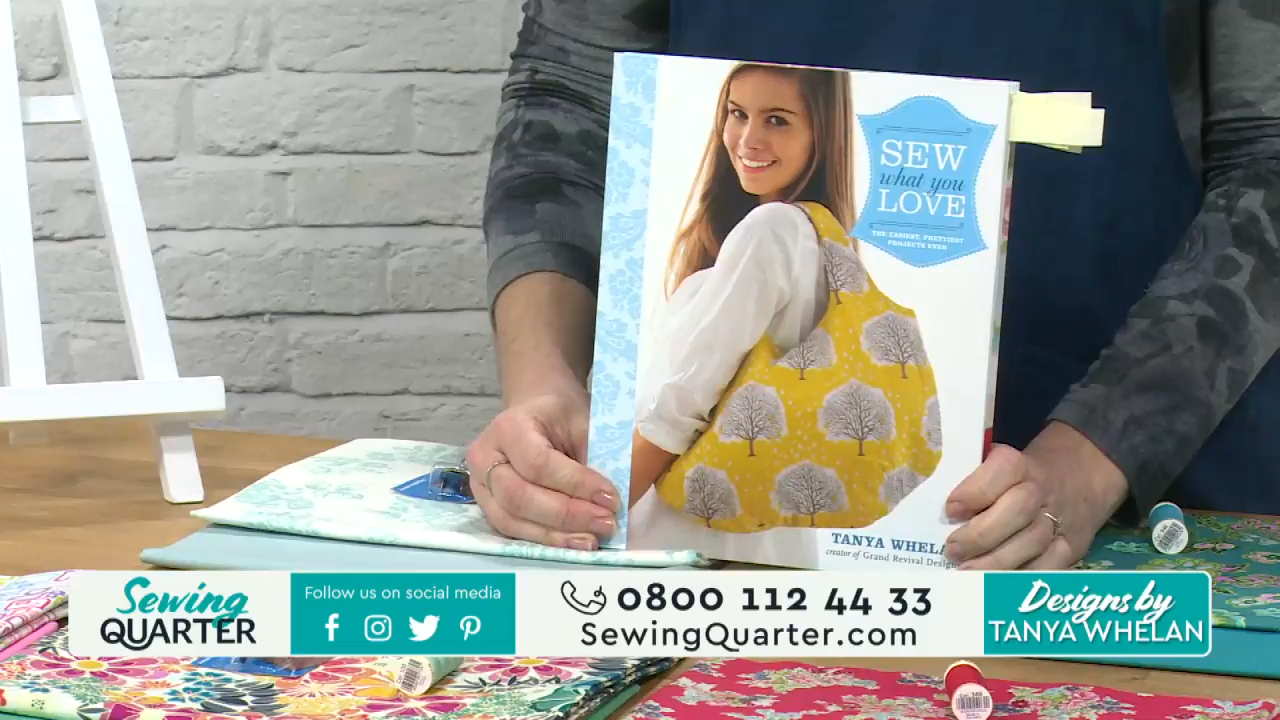 SEW
what you
LOVE
THE EASIEST, PRETTIEST
PROJECTS EVER
TANYA WHELA
creator of Grand Revival Design
Sewing
QUARTER
Follow us on social media
0800 112 44 33
SewingQuarter.com
Designs by
TANYA WHELAN